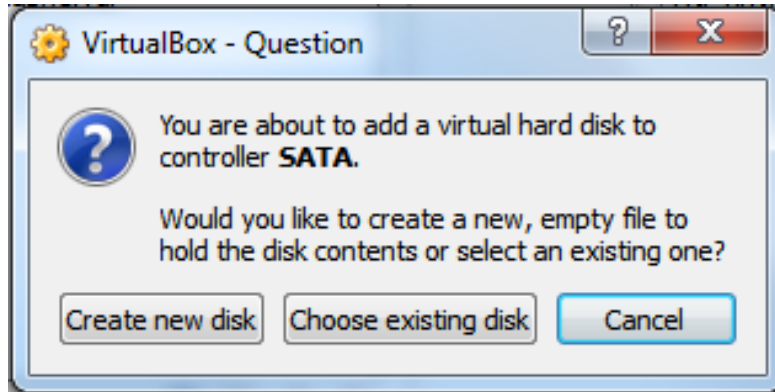 VirtualBox - Question
You are about to add a virtual hard disk to
controller SATA.
Would you like to create a new, empty file to
hold the disk contents or select an existing one?
Create new disk Choose existing disk Cancel